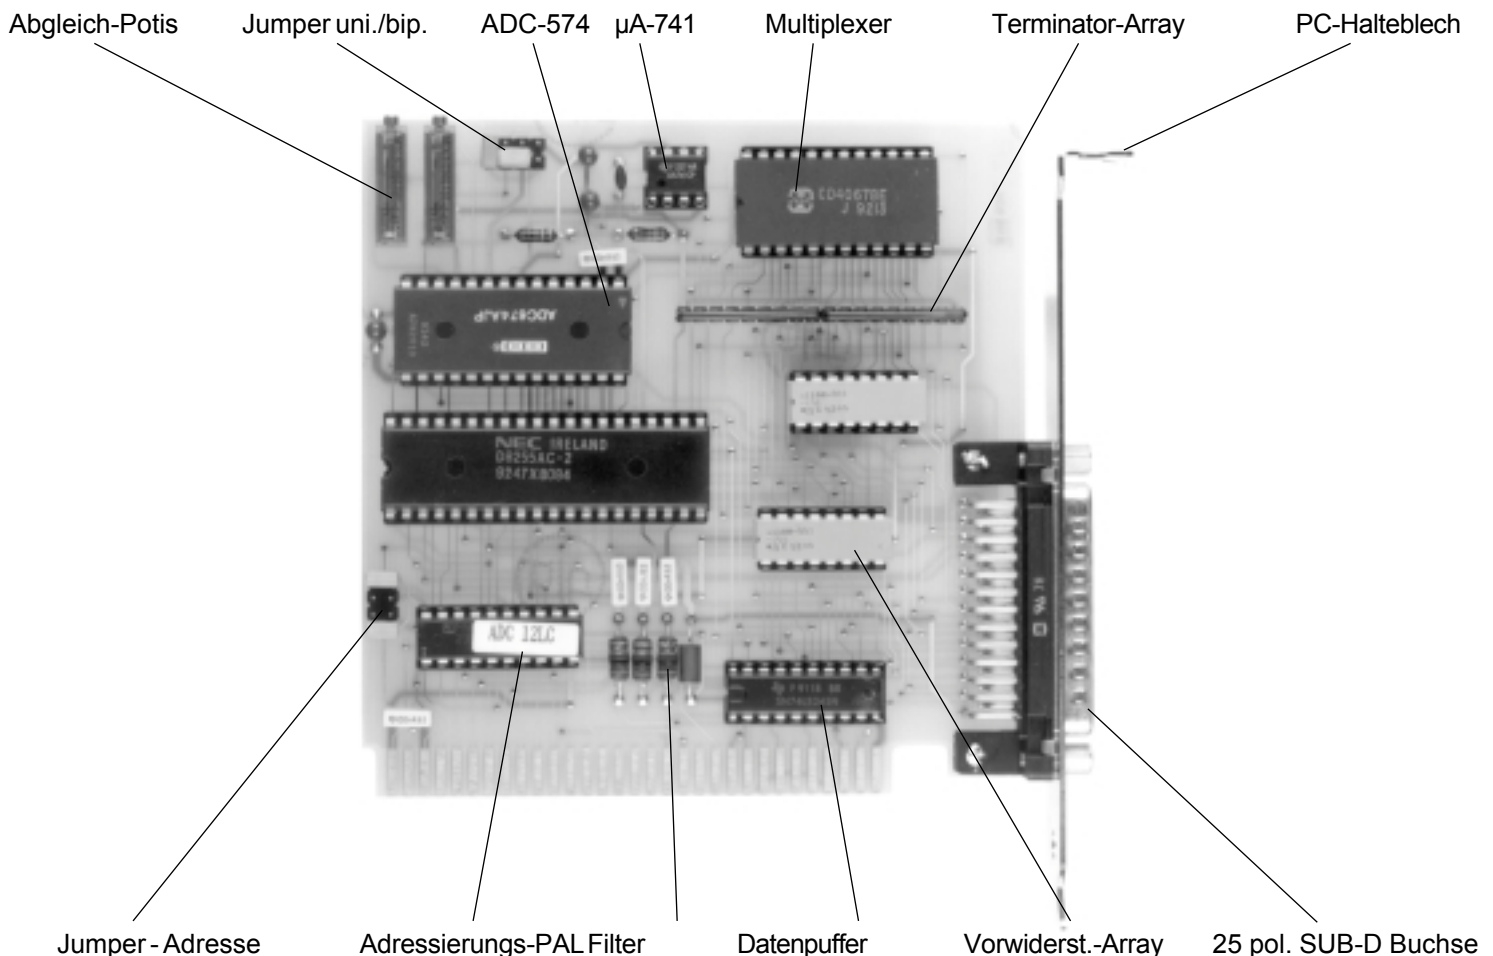 Abgleich-Potis
Jumper uni./bip.
ADC-574
µA-741
Multiplexer
Terminator-Array
PC-Halteblech
CD4067BE
J 9213
ADC674AJP
NEC IRELAND
D8255AC-2
9247X8004
ADC 12LC
Jumper - Adresse
Adressierungs-PAL
Filter
Datenpuffer
Vorwiderst.-Array
25 pol. SUB-D Buchse